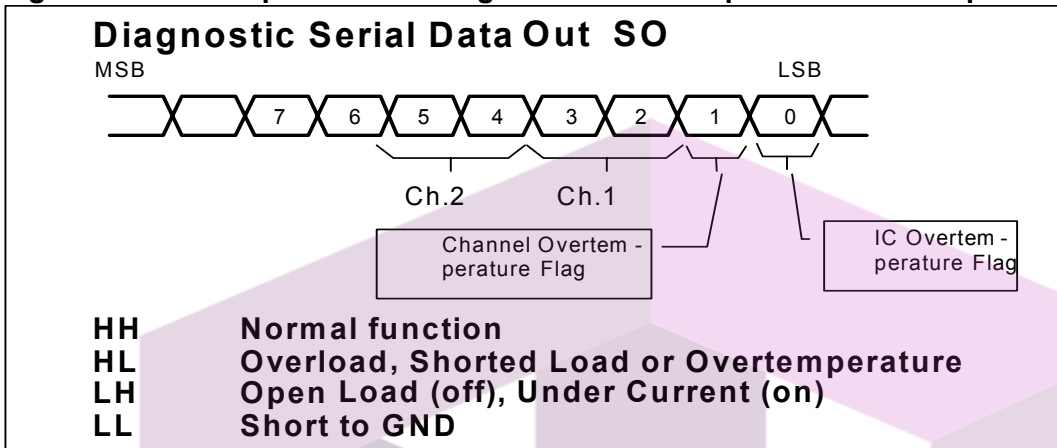 Diagnostic Serial Data Out SO
MSB LSB
7 6 5 4 3 2 1 0
Ch.2 Ch.1
Channel Overtem -
perature Flag
IC Overtem -
perature Flag
HH Normal function
HL Overload, Shorted Load or Overtemperature
LH Open Load (off), Under Current (on)
LL Short to GND